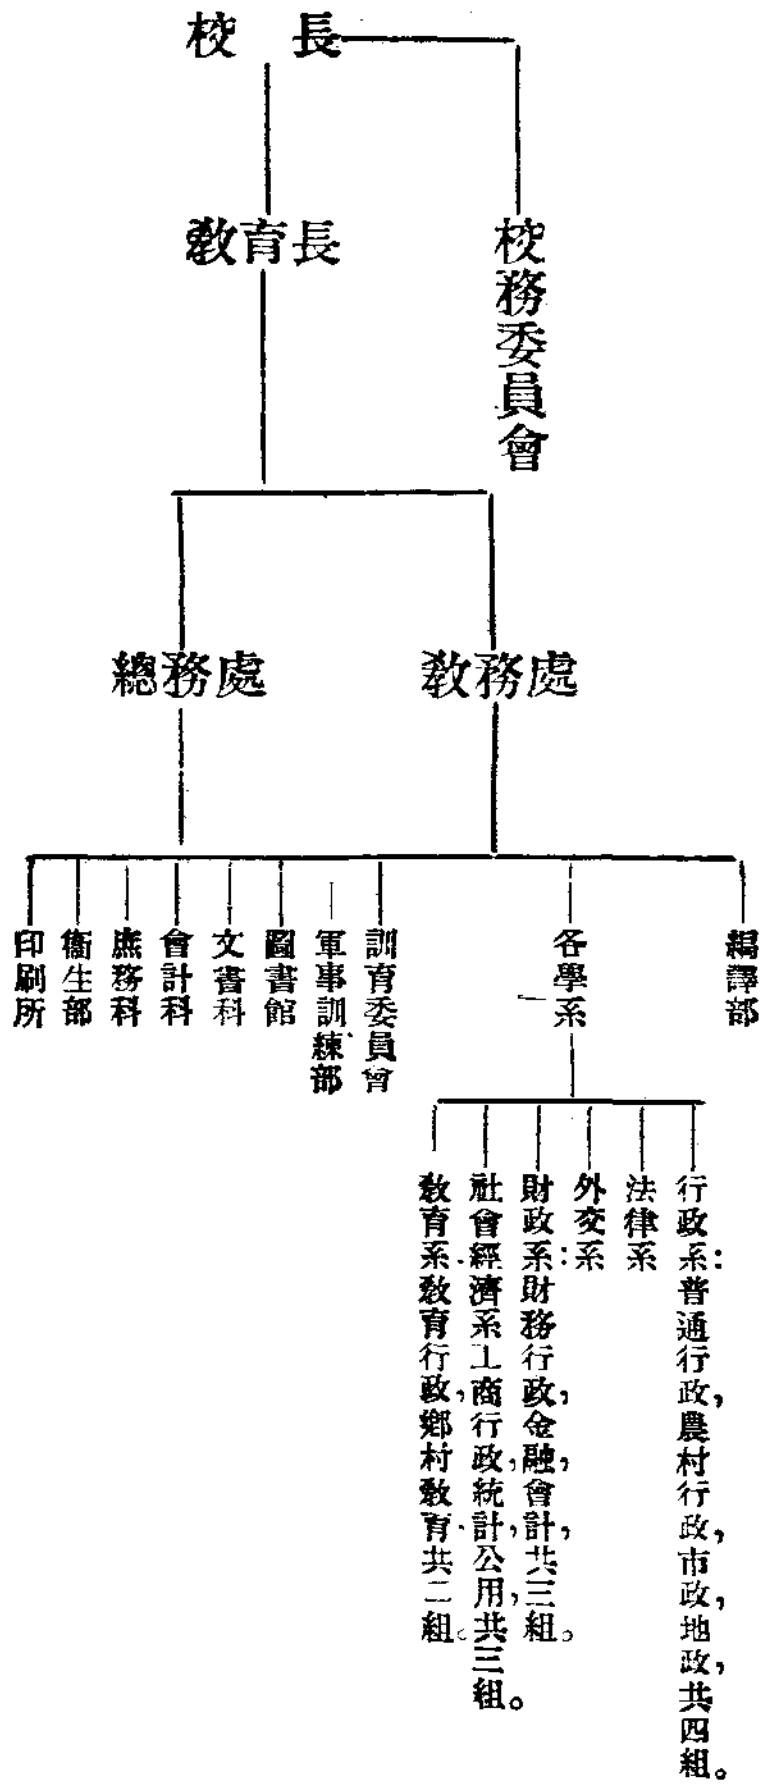 校長
校務委員會
教育長
教務處
總務處
編譯部
各學系
訓育委員會
軍事訓練部
圖書館
文書科
會計科
庶務科
衞生部
印刷所
行政系：普通行政，農村行政，市政，地政，共四組。
法律系
外交系
財政系：財務行政，金融，會計，共三組。
社會經濟系工商行政，統計，公用，共三組。
教育系教育行政，鄉村教育．共二組。